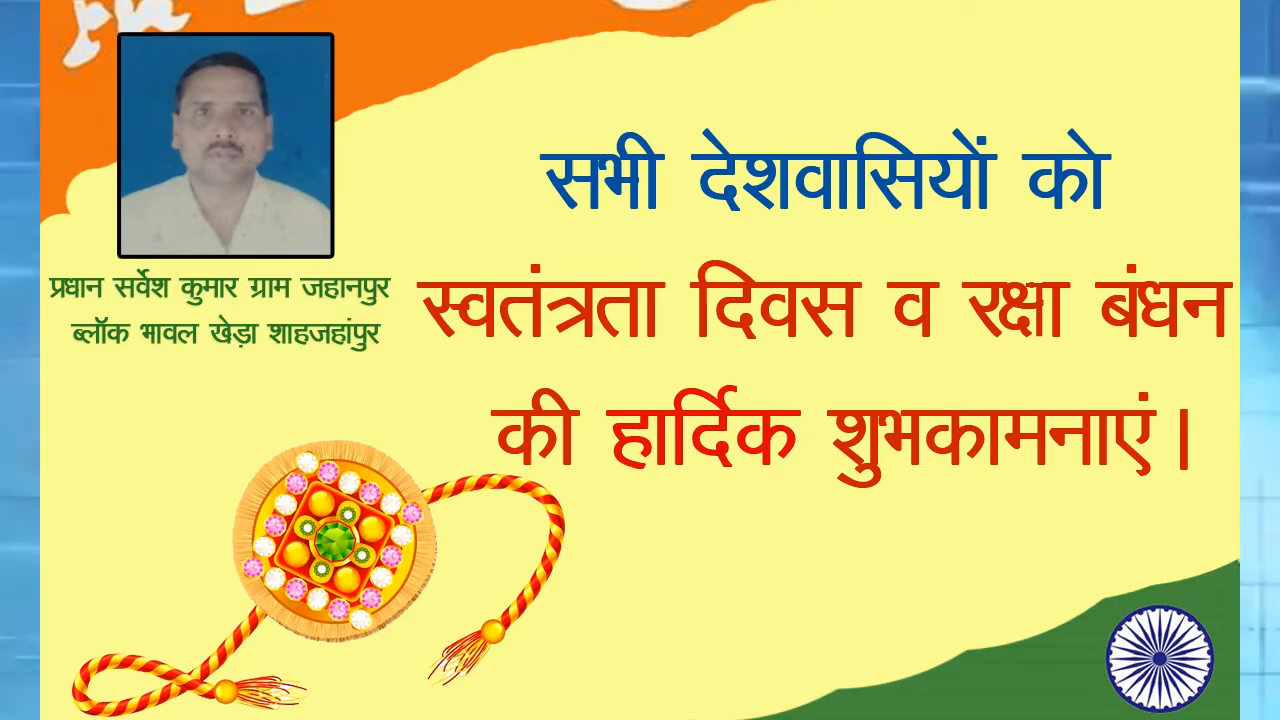 प्रधान सर्वेश कुमार ग्राम जहानपुर
ब्लॉक भावल खेड़ा शाहजहांपुर
सभी देशवासियों को
स्वतंत्रता दिवस व रक्षा बंधन
की हार्दिक शुभकामनाएं।